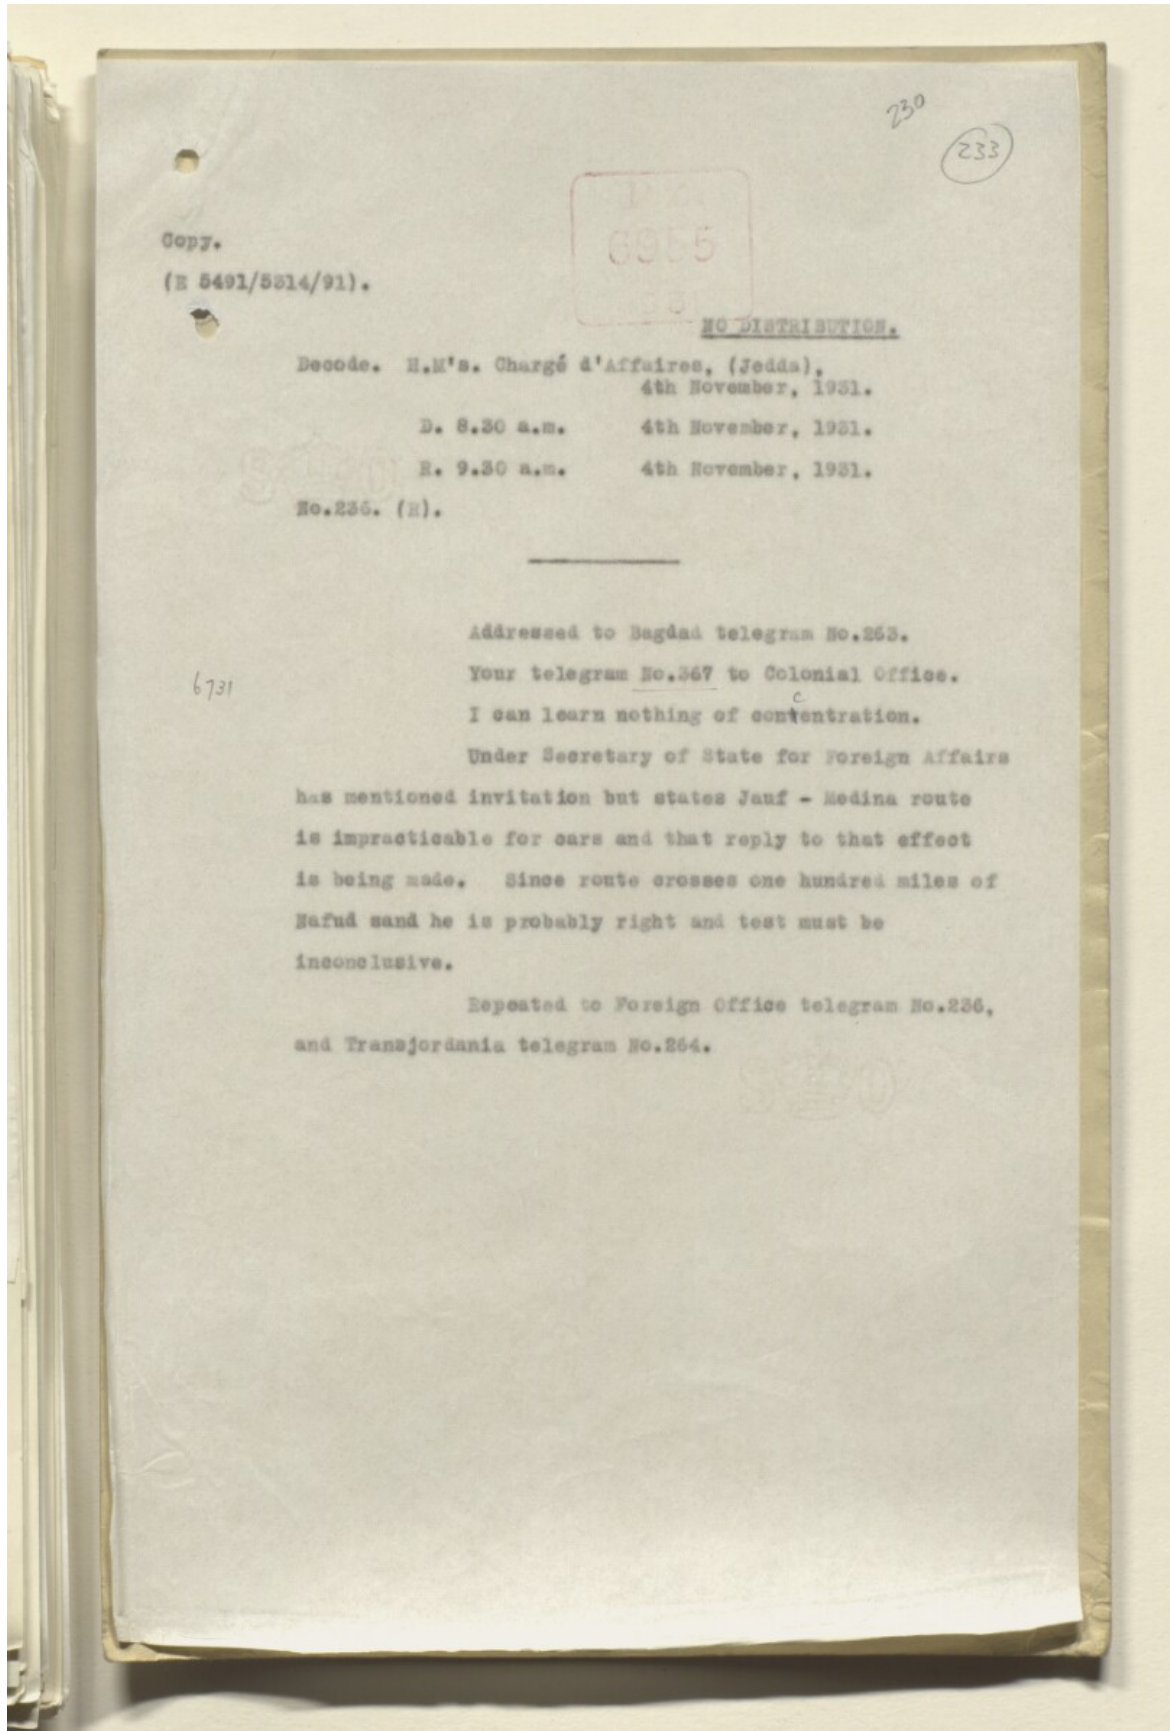 230
233
6955
Copy.
(E 5491/5314/91).
NO DISTRIBUTION.
Decode. H.M's. Chargé d'Affaires, (Jedda),
4th November, 1931.
D. 8.30 a.m. 4th November, 1931.
R. 9.30 a.m. 4th November, 1931.
No.236. (R).
Addressed to Bagdad telegram No.263.
6731 Your telegram No.367 to Colonial Office.
I can learn nothing of concentration.
Under Secretary of State for Foreign Affairs
has mentioned invitation but states Jauf - Medina route
is impracticable for cars and that reply to that effect
is being made. Since route crosses one hundred miles of
Nafud sand he is probably right and test must be
inconclusive.
Repeated to Foreign Office telegram No.236,
and Transjordania telegram No.264.